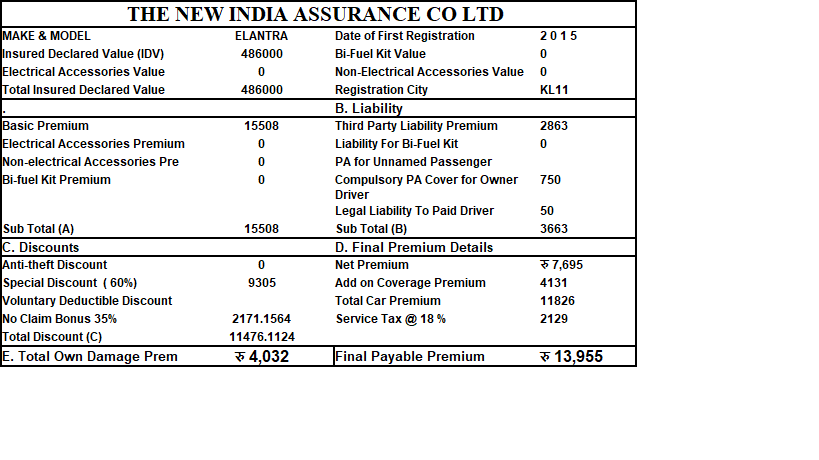 THE NEW INDIA ASSURANCE CO LTD
MAKE & MODEL ELANTRA Date of First Registration 2 0 1 5
Insured Declared Value (IDV) 486000 Bi-Fuel Kit Value 0
Electrical Accessories Value 0 Non-Electrical Accessories Value 0
Total Insured Declared Value 486000 Registration City KL11
. B. Liability
Basic Premium 15508 Third Party Liability Premium 2863
Electrical Accessories Premium 0 Liability For Bi-Fuel Kit 0
Non-electrical Accessories Pre 0 PA for Unnamed Passenger
Bi-fuel Kit Premium 0 Compulsory PA Cover for Owner 750
Driver
Legal Liability To Paid Driver 50
Sub Total (A) 15508 Sub Total (B) 3663
C. Discounts D. Final Premium Details
Anti-theft Discount 0 Net Premium रु 7,695
Special Discount ( 60%) 9305 Add on Coverage Premium 4131
Voluntary Deductible Discount Total Car Premium 11826
No Claim Bonus 35% 2171.1564 Service Tax @ 18 % 2129
Total Discount (C) 11476.1124
E. Total Own Damage Prem रु 4,032 Final Payable Premium रु 13,955